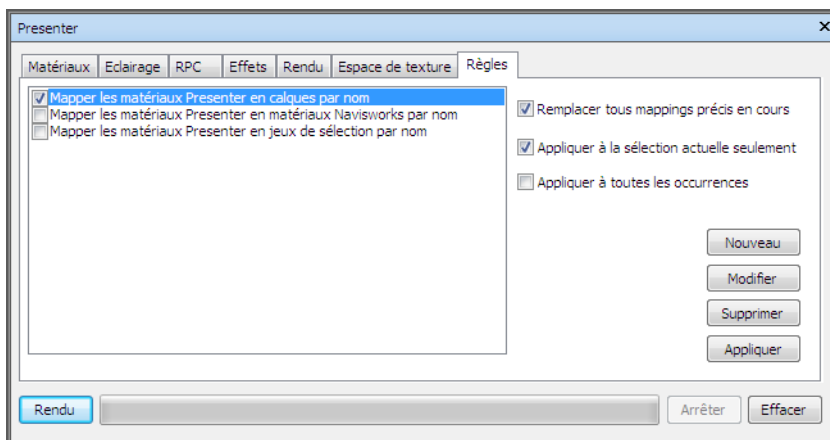 Presenter
Matériaux Eclairage RPC Effets Rendu Espace de texture Règles
Mapper les matériaux Presenter en calques par nom
Mapper les matériaux Presenter en matériaux Navisworks par nom
Mapper les matériaux Presenter en jeux de sélection par nom
Remplacer tous mappings précis en cours
Appliquer à la sélection actuelle seulement
Appliquer à toutes les occurrences
Nouveau
Modifier
Supprimer
Appliquer
Rendu Arrêter Effacer